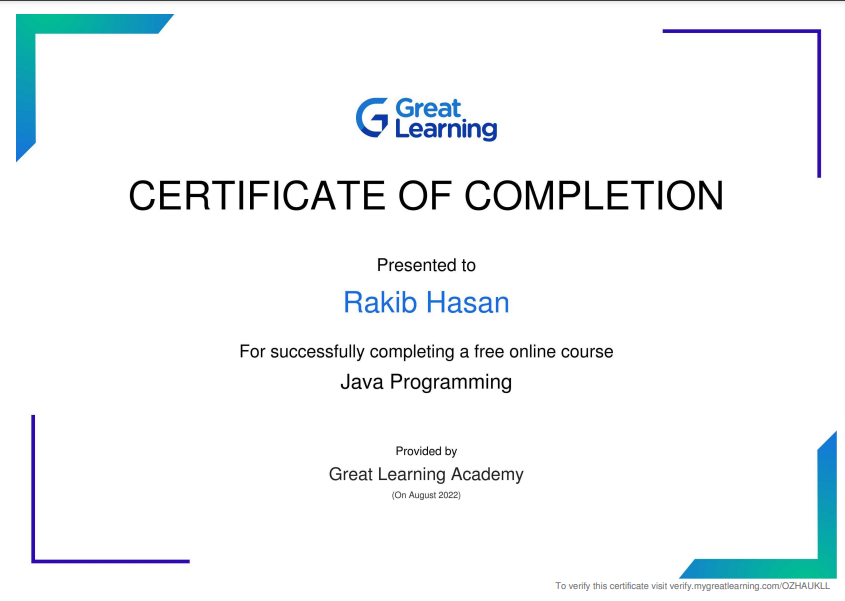 Great
Learning
CERTIFICATE OF COMPLETION
Presented to
Rakib Hasan
For successfully completing a free online course
Java Programming
Provided by
Great Learning Academy
(On August 2022)
To verify this certificate visit verify.mygreatlearning.com/OZHAUKLL